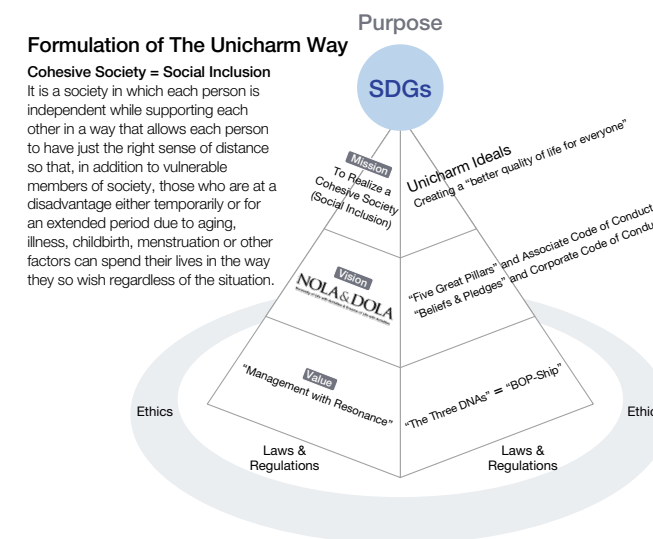 Purpose
Formulation of The Unicharm Way
Cohesive Society = Social Inclusion
It is a society in which each person is
independent while supporting each
other in a way that allows each person
to have just the right sense of distance
so that, in addition to vulnerable
members of society, those who are at a
disadvantage either temporarily or for
an extended period due to aging,
illness, childbirth, menstruation or other
factors can spend their lives in the way
they so wish regardless of the situation.
SDGs
Mission
To Realize a
Cohesive Society
(Social Inclusion)
Unicharm Ideals
Creating a “better quality of life for everyone”
Vision
NOLA & DOLA
“Five Great Pillars” and Associate Code of Conduct
“Beliefs & Pledges” and Corporate Code of
Value
“Management with Resonance”
“The Three DNAs” = “BOP-Ship”
Ethics
Laws &
Regulations
Laws &
Regulations